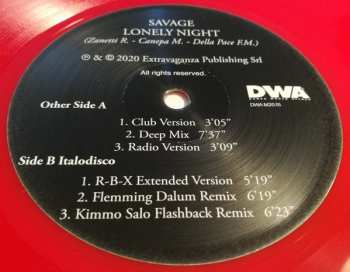 SAVAGE
LONELY NIGHT
(Zanetti R. - Canepa M. - Della Pace F.M.)
℗ & © 2020 Extravaganza Publishing Srl
All rights reserved.
DWA
Other Side A
1. Club Version 3'05"
2. Deep Mix 7'37"
3. Radio Version 3'09"
Side B Italodisco
1. R-B-X Extended Version 5'19"
2. Flemming Dalum Remix 6'19"
3. Kimmo Salo Flashback Remix 6'23"